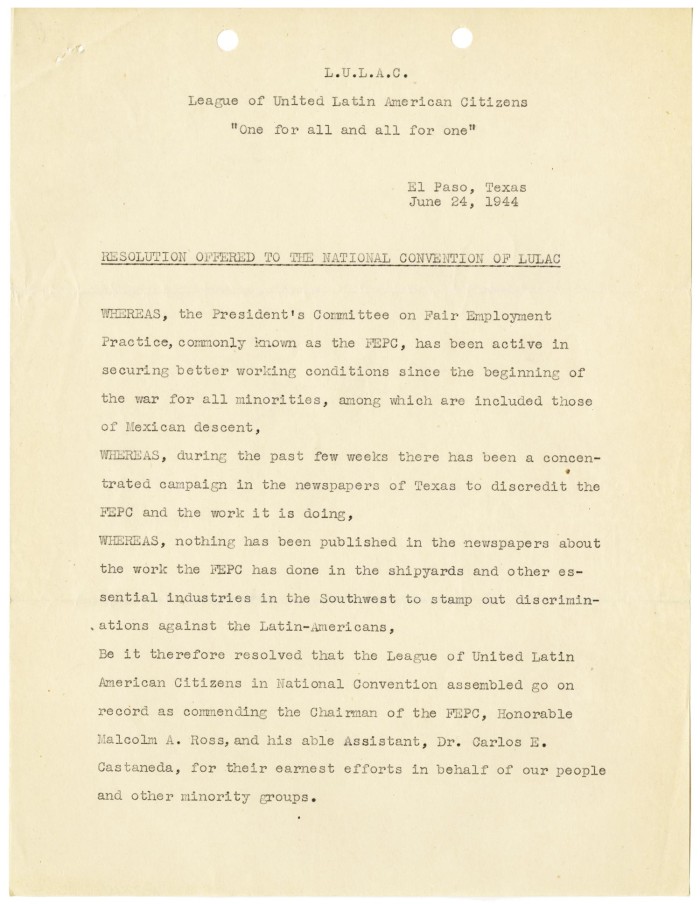 L.U.L.A.C.
League of United Latin American Citizens
"One for all and all for one"
El Paso, Texas
June 24, 1944
RESOLUTION OFFERED TO THE NATIONAL CONVENTION OF LULAC
WHEREAS, the President's Committee on Fair Employment
Practice, commonly known as the FEPC, has been active in
securing better working conditions since the beginning of
the war for all minorities, among which are included those
of Mexican descent,
WHEREAS, during the past few weeks there has been a concen-
trated campaign in the newspapers of Texas to discredit the
FEPC and the work it is doing,
WHEREAS, nothing has been published in the newspapers about
the work the FEPC has done in the shipyards and other es-
sential industries in the Southwest to stamp out discrimin-
ations against the Latin-Americans,
Be it therefore resolved that the League of United Latin
American Citizens in National Convention assembled go on
record as commending the Chairman of the FEPC, Honorable
Malcolm A. Ross, and his able Assistant, Dr. Carlos E.
Castaneda, for their earnest efforts in behalf of our people
and other minority groups.